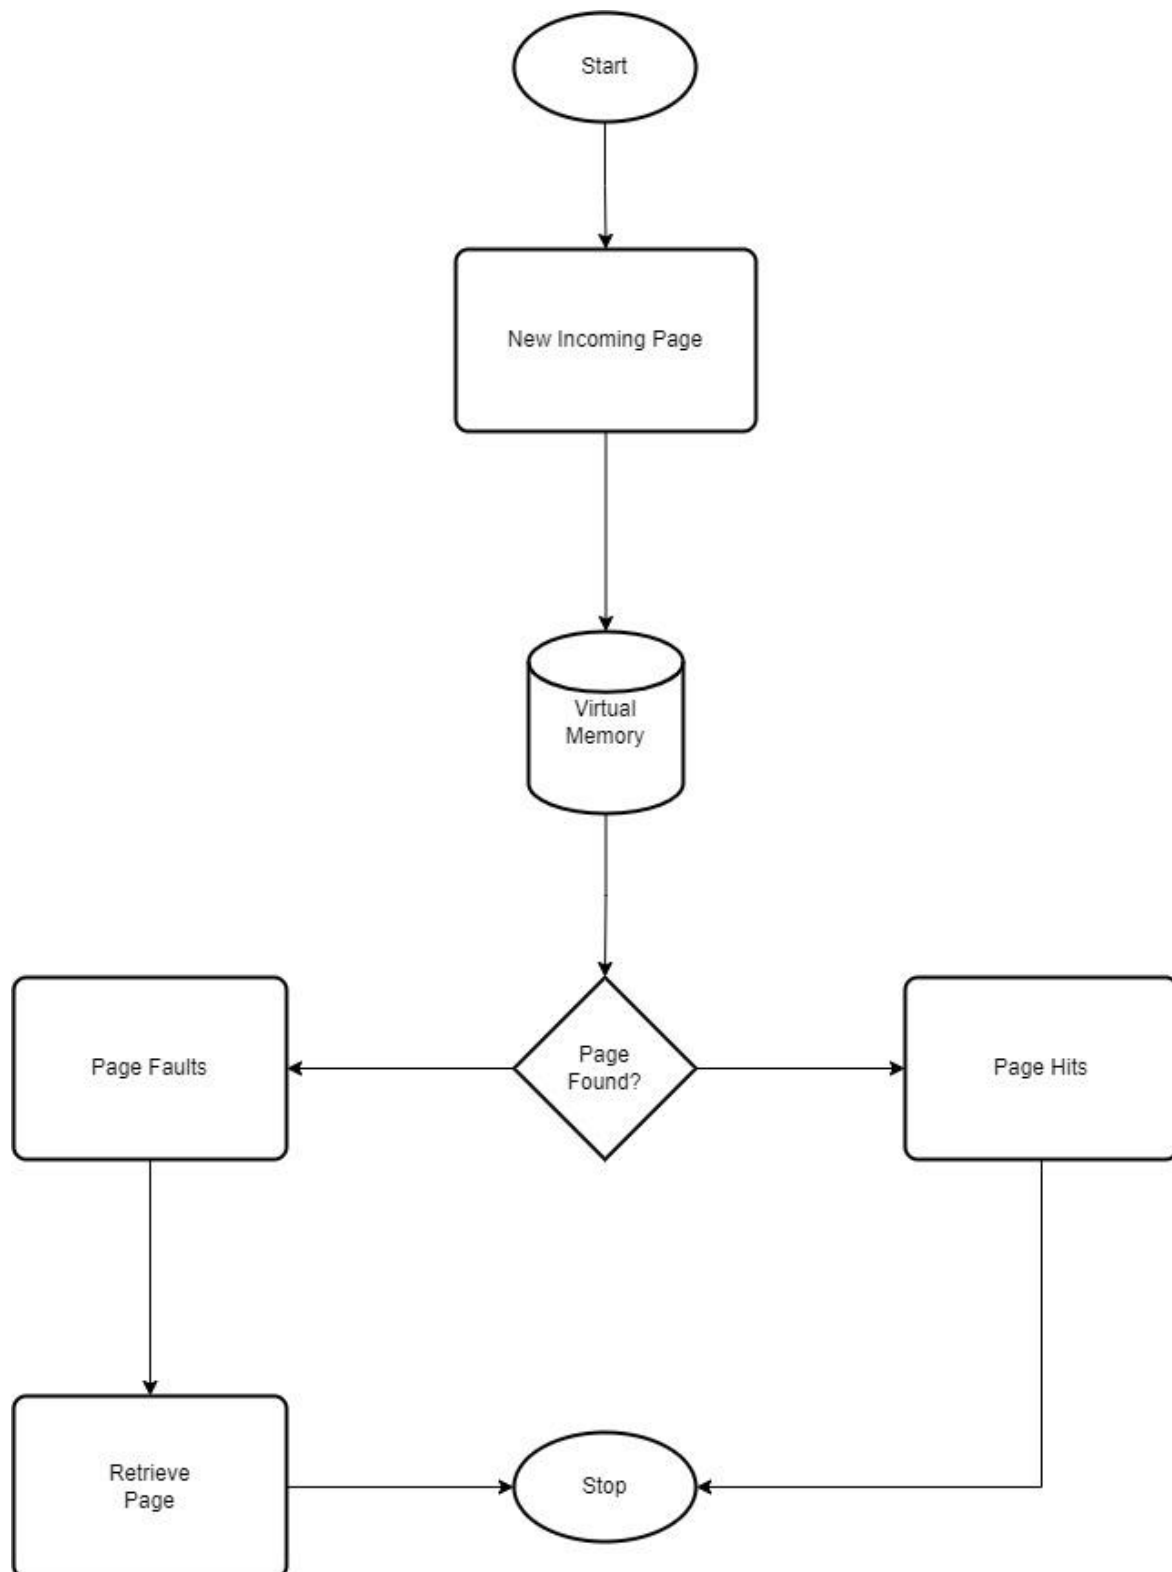 Start
New Incoming Page
Virtual
Memory
Page Faults
Page
Found?
Page Hits
Retrieve
Page
Stop